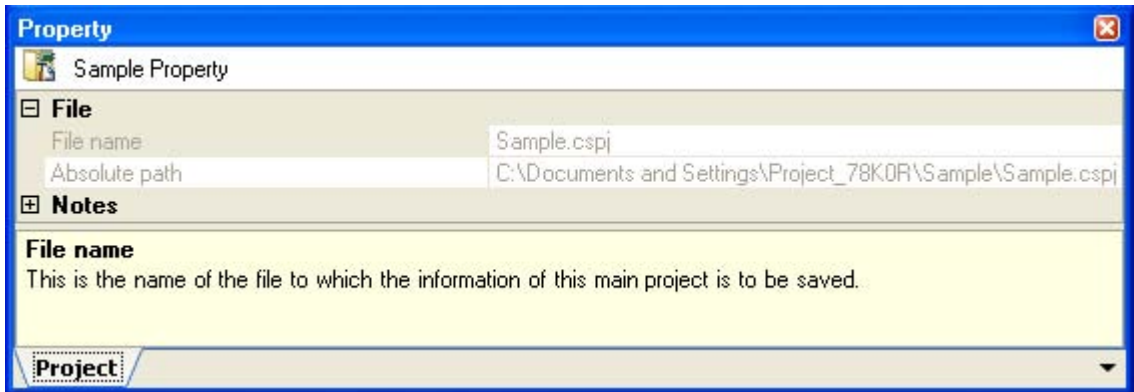 Property
Sample Property
File
File name Sample.cspj
Absolute path C:\Documents and Settings\Project_78K0R\Sample\Sample.cspj
Notes
File name
This is the name of the file to which the information of this main project is to be saved.
Project